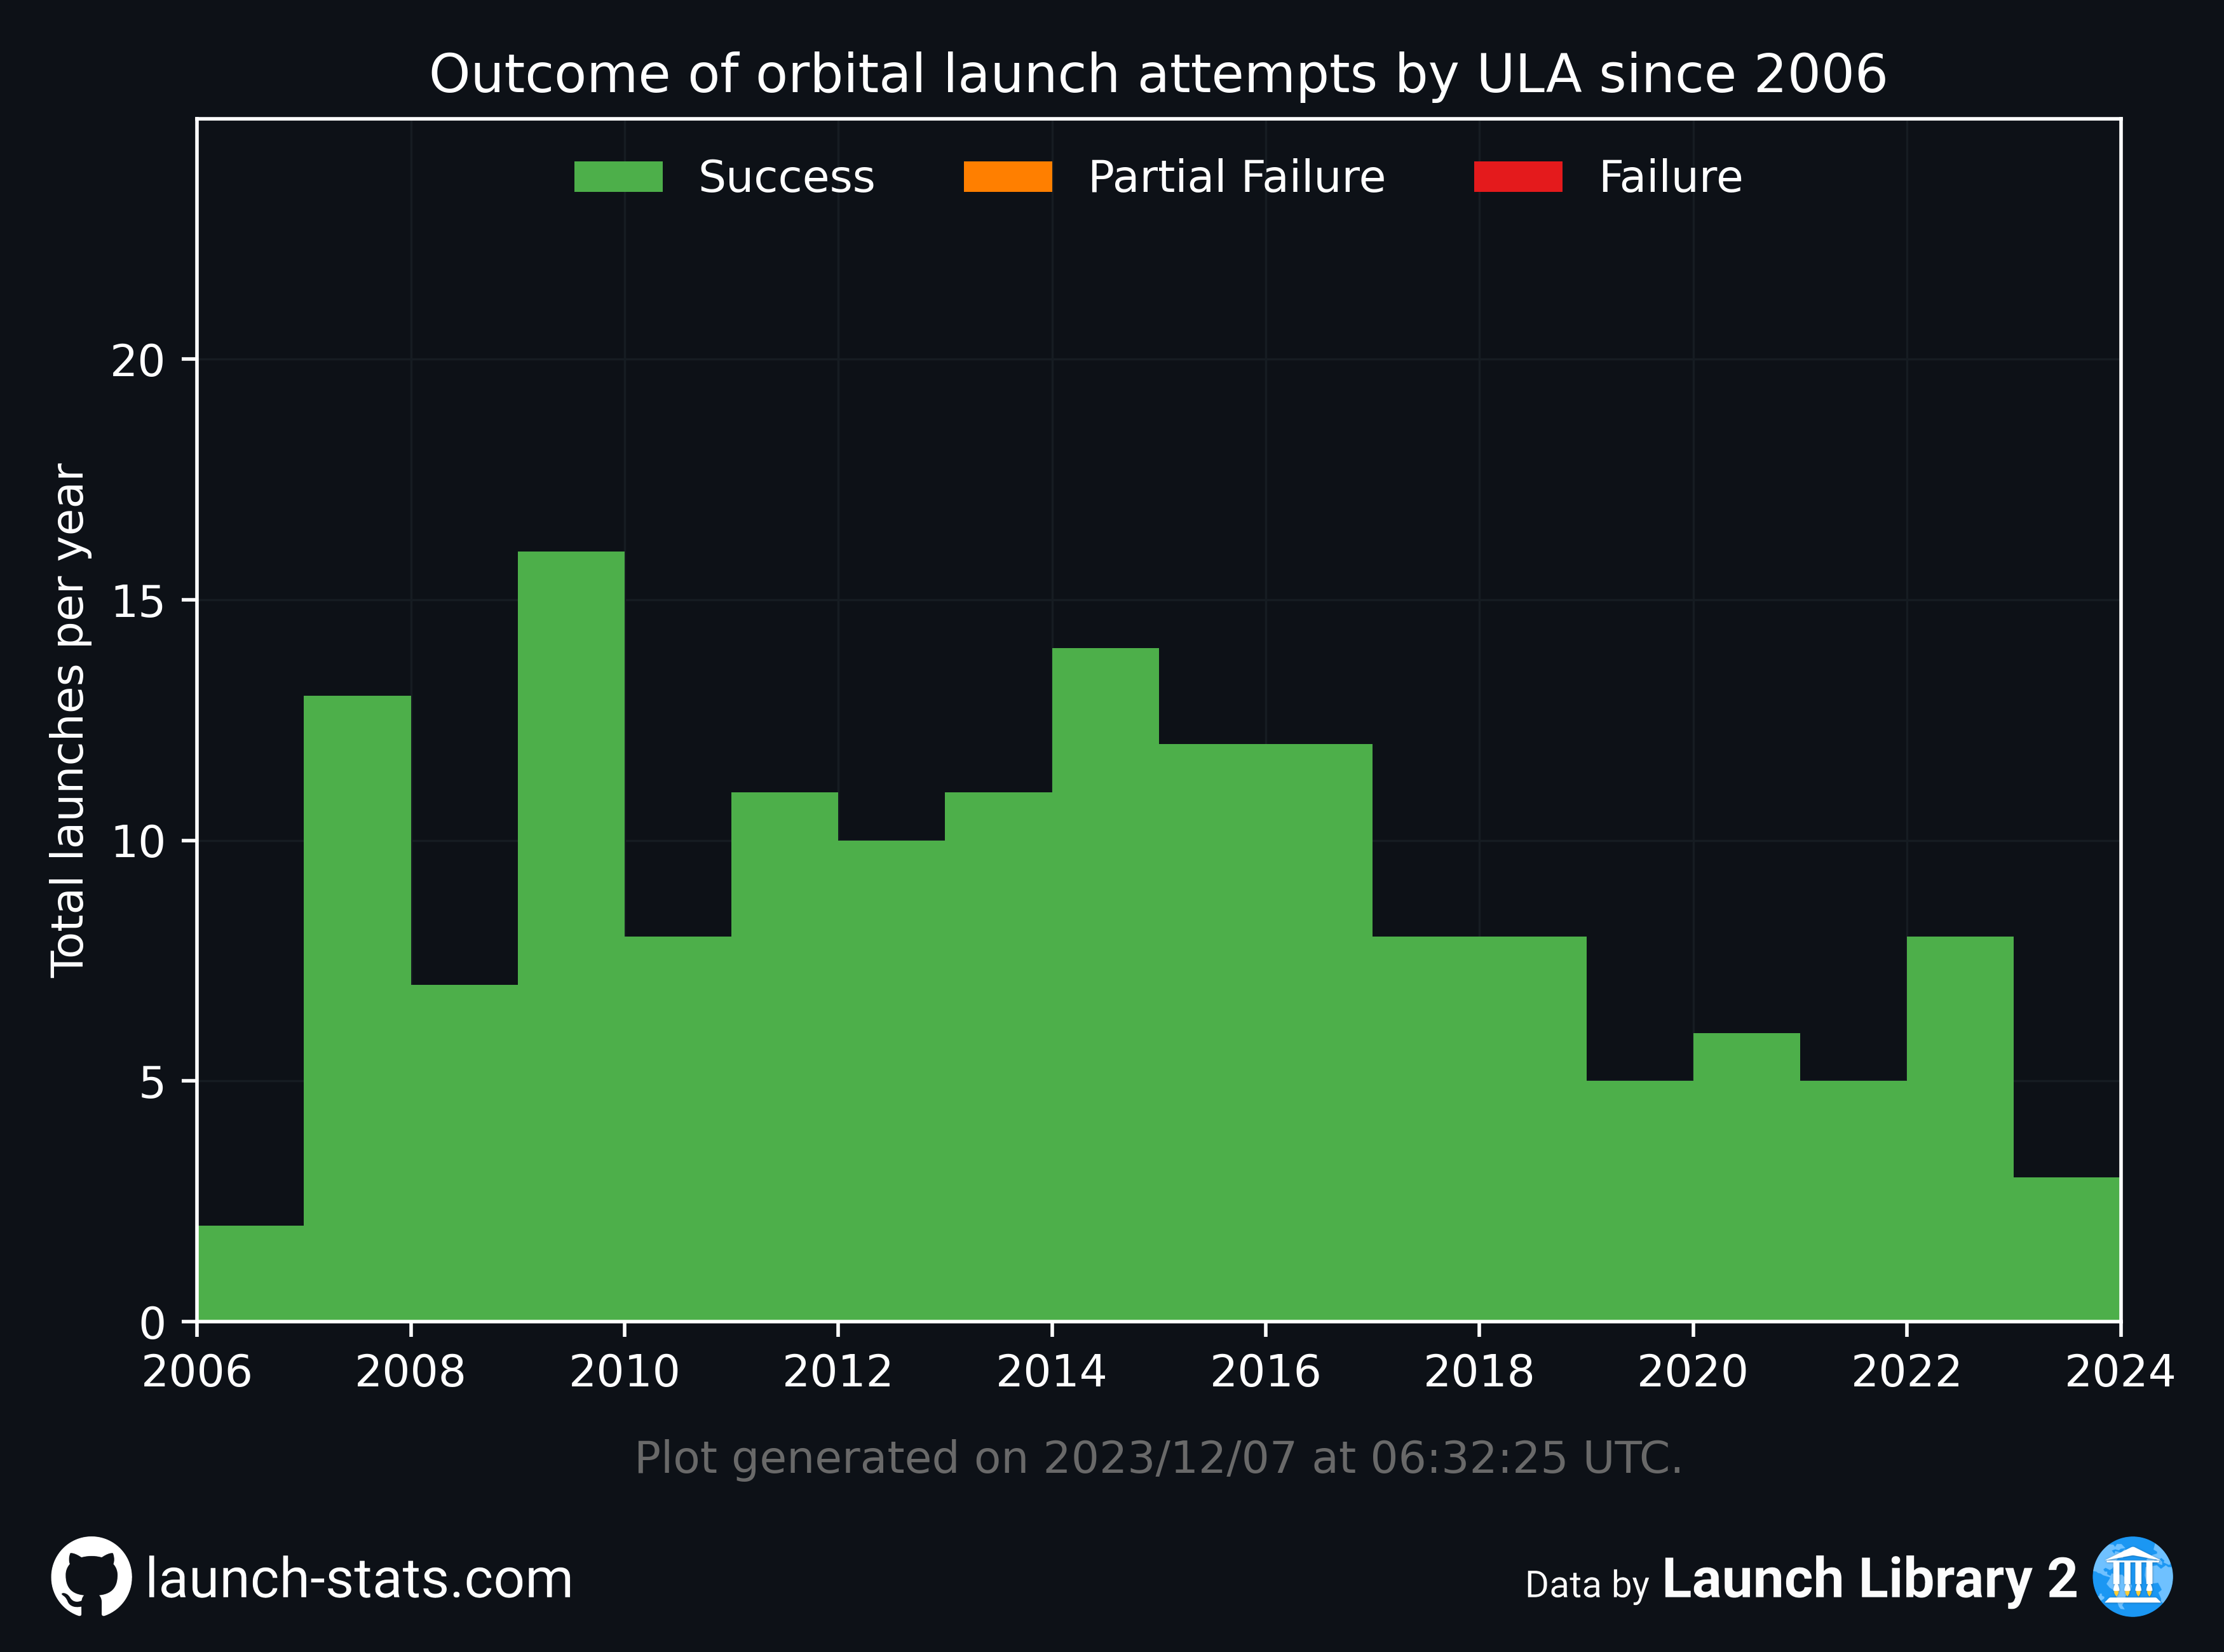 Outcome of orbital launch attempts by ULA since 2006
Success Partial Failure Failure
Total launches per year
20
15
10
5
0
2006 2008 2010 2012 2014 2016 2018 2020 2022 2024
Plot generated on 2023/12/07 at 06:32:25 UTC.
launch-stats.com
Data by Launch Library 2